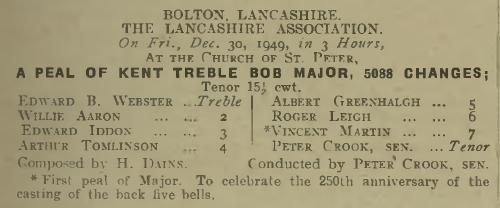 BOLTON, LANCASHIRE.
THE LANCASHIRE ASSOCIATION.
On Fri., Dec. 30, 1949, in 3 Hours,
AT THE CHURCH OF ST. PETER,
A PEAL OF KENT TREBLE BOB MAJOR, 5088 CHANGES;
Tenor 15½ cwt.
EDWARD B. WEBSTER ... Treble
WILLIE AARON ... ... 2
EDWARD IDDON ... 3
ARTHUR TOMLINSON ... 4
ALBERT GREENHALGH ... 5
ROGER LEIGH ... ... 6
*VINCENT MARTIN ... 7
PETER CROOK, SEN. ... Tenor
Composed by H. DAINS. Conducted by PETER CROOK, SEN.
* First peal of Major. To celebrate the 250th anniversary of the
casting of the back five bells.